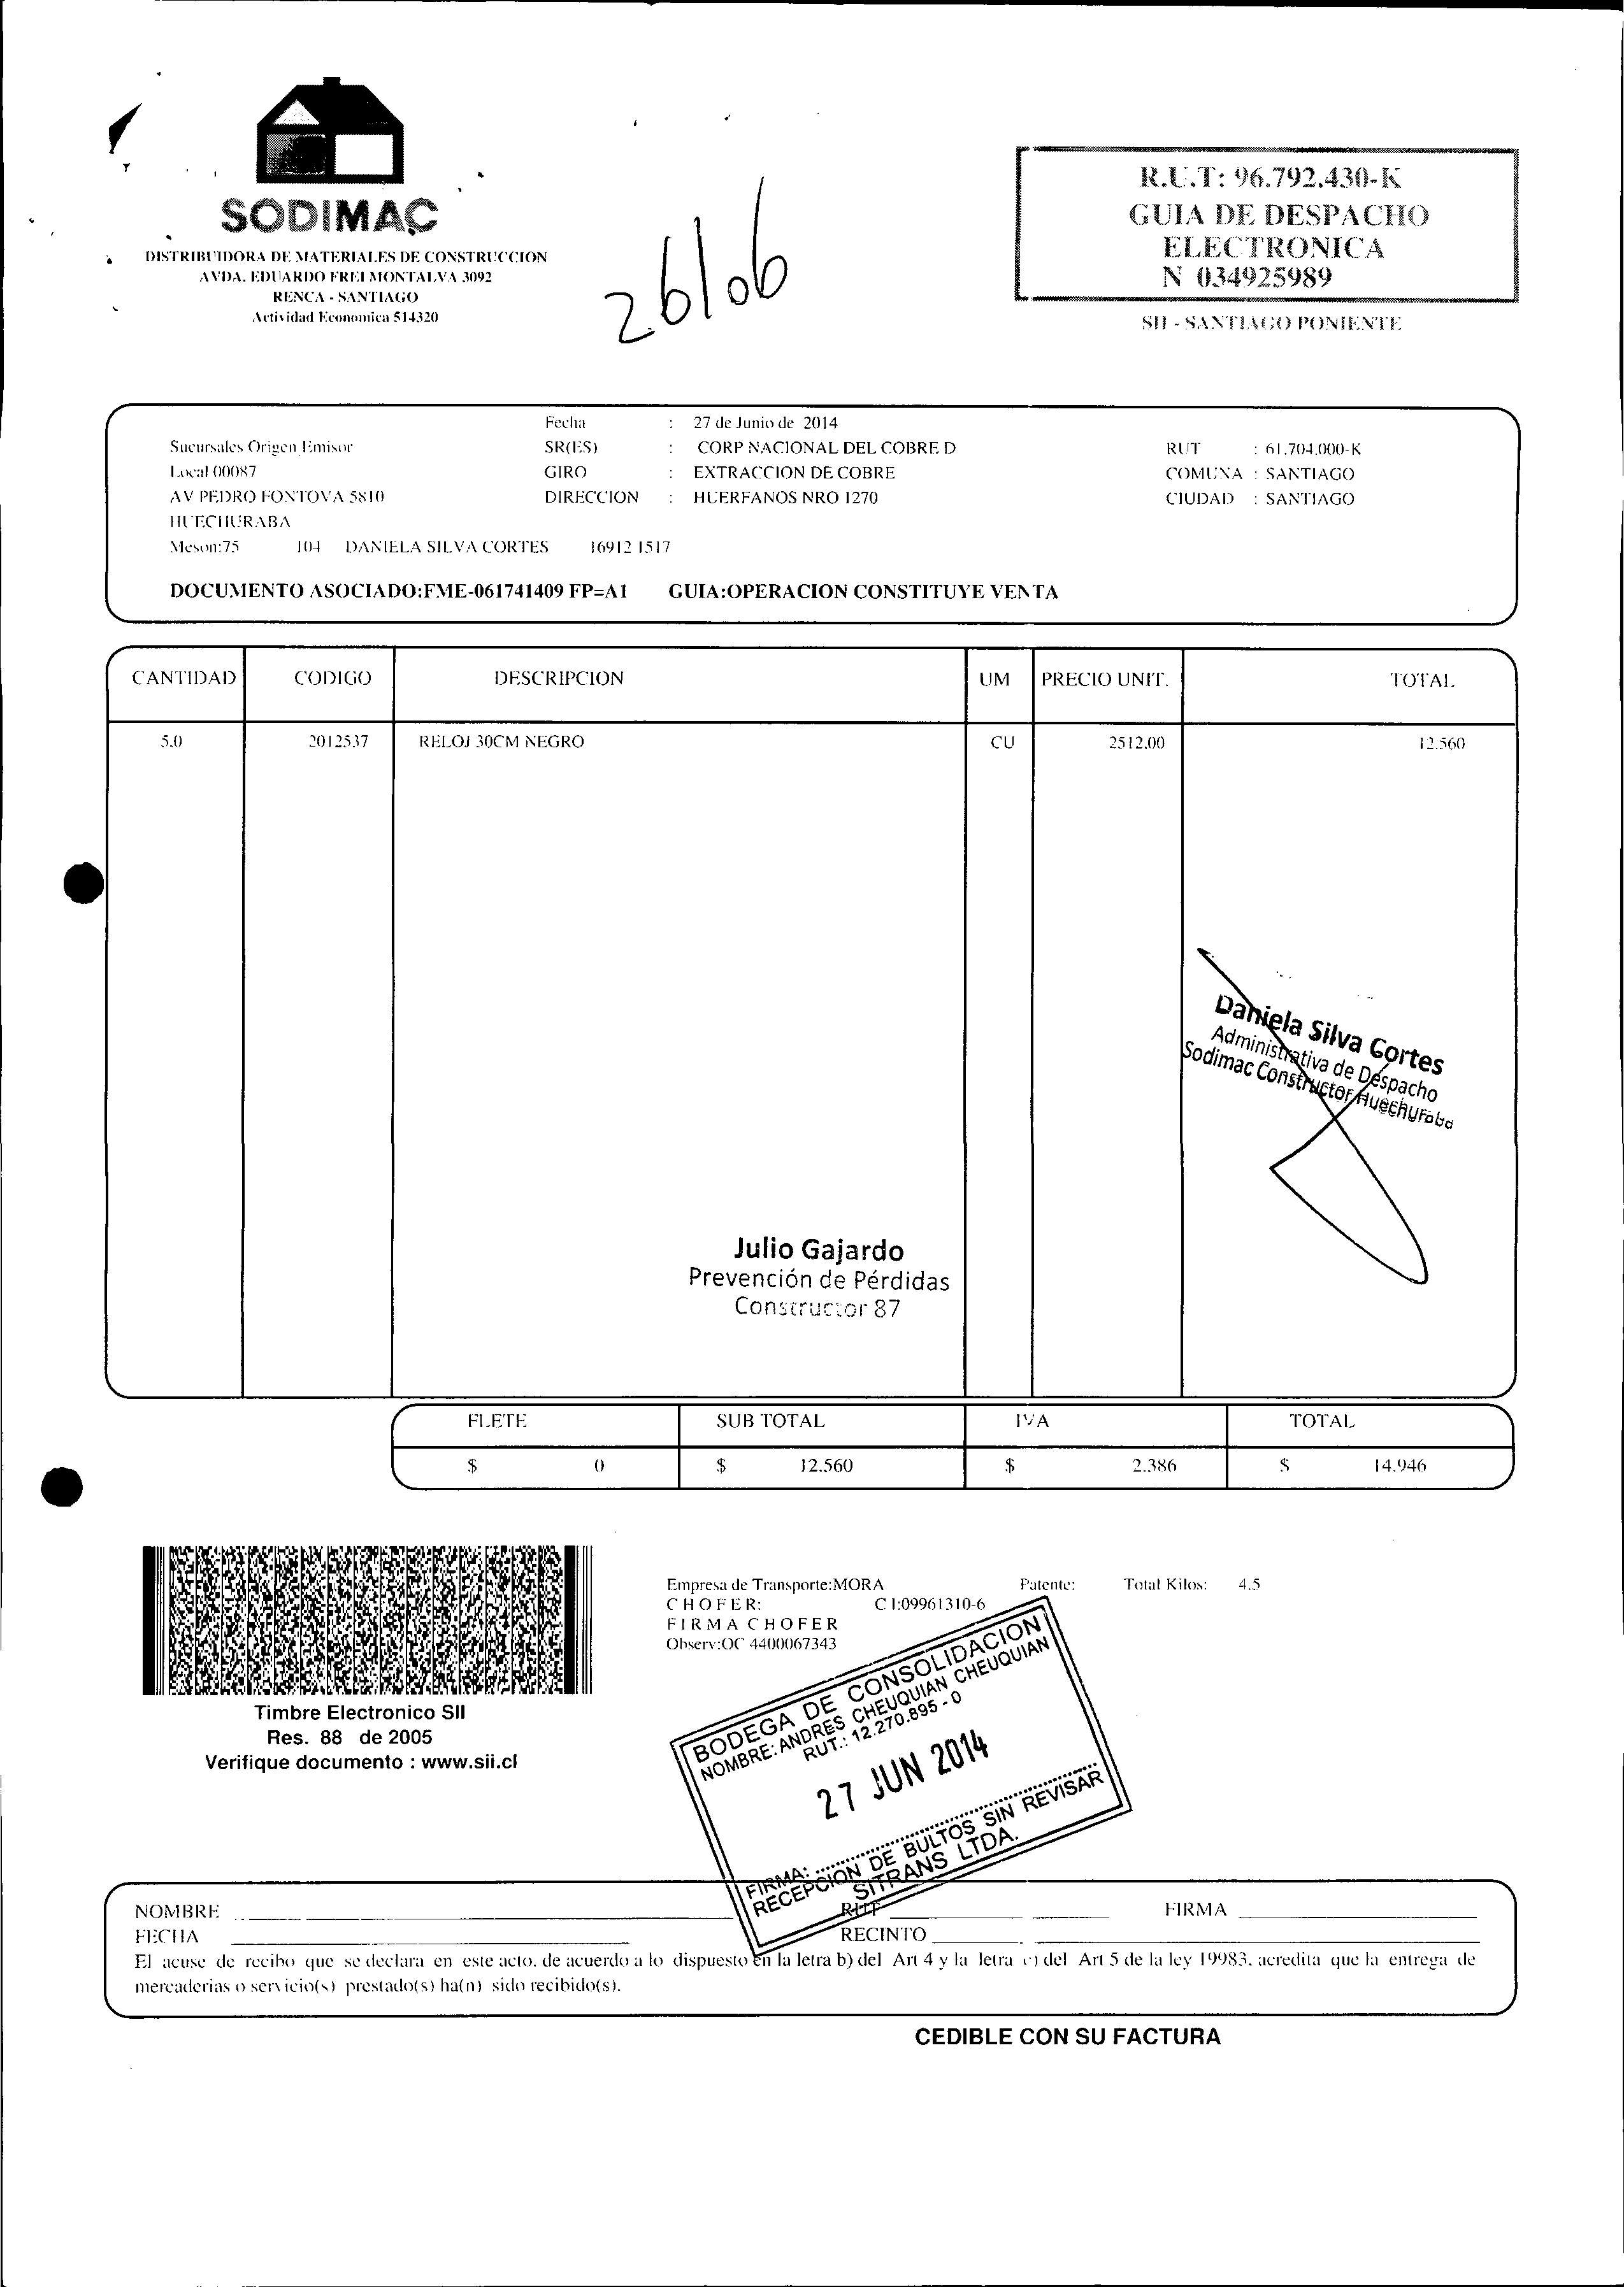 SODIMAC
DISTRIBUIDORA DE MATERIALES DE CONSTRUCCION
AVDA. EDUARDO FREI MONTALVA 3092
RENCA - SANTIAGO
Actividad Economica 514320
26/06
R.U.T: 96.792.430-K
GUIA DE DESPACHO
ELECTRONICA
N 034925989
SII - SANTIAGO PONIENTE
Fecha : 27 de Junio de 2014
Sucursales Origen Emisor SR(ES) : CORP NACIONAL DEL COBRE D RUT : 61.704.000-K
Local 00087 GIRO : EXTRACCION DE COBRE COMUNA : SANTIAGO
AV PEDRO FONTOVA 5810 DIRECCION : HUERFANOS NRO 1270 CIUDAD : SANTIAGO
HUECHURABA
Meson:75 104 DANIELA SILVA CORTES 16912 1517
DOCUMENTO ASOCIADO:FME-061741409 FP=A1 GUIA:OPERACION CONSTITUYE VENTA
CANTIDAD CODIGO DESCRIPCION UM PRECIO UNIT. TOTAL
5.0 2012537 RELOJ 30CM NEGRO CU 2512.00 12.560
Daniela Silva Cortes
Administrativa de Despacho
Sodimac Constructor Huechuraba
Julio Gajardo
Prevención de Pérdidas
Constructor 87
FLETE SUB TOTAL IVA TOTAL
$ 0 $ 12.560 $ 2.386 $ 14.946
Empresa de Transporte:MORA Patente: Total Kilos: 4.5
CHOFER: C I:09961310-6
FIRMA CHOFER
Observ:OC 4400067343
Timbre Electronico SII
Res. 88 de 2005
Verifique documento : www.sii.cl
BODEGA DE CONSOLIDACION
NOMBRE: ANDRES CHEUQUIAN CHEUQUIAN
RUT.: 12.270.895 - 0
27 JUN 2014
FIRMA:
RECEPCION DE BULTOS SIN REVISAR
SITRANS LTDA.
NOMBRE RUT FIRMA
FECHA RECINTO
El acuse de recibo que se declara en este acto, de acuerdo a lo dispuesto en la letra b) del Art 4 y la letra c) del Art 5 de la ley 19983, acredita que la entrega de
mercaderias o servicio(s) prestado(s) ha(n) sido recibido(s).
CEDIBLE CON SU FACTURA